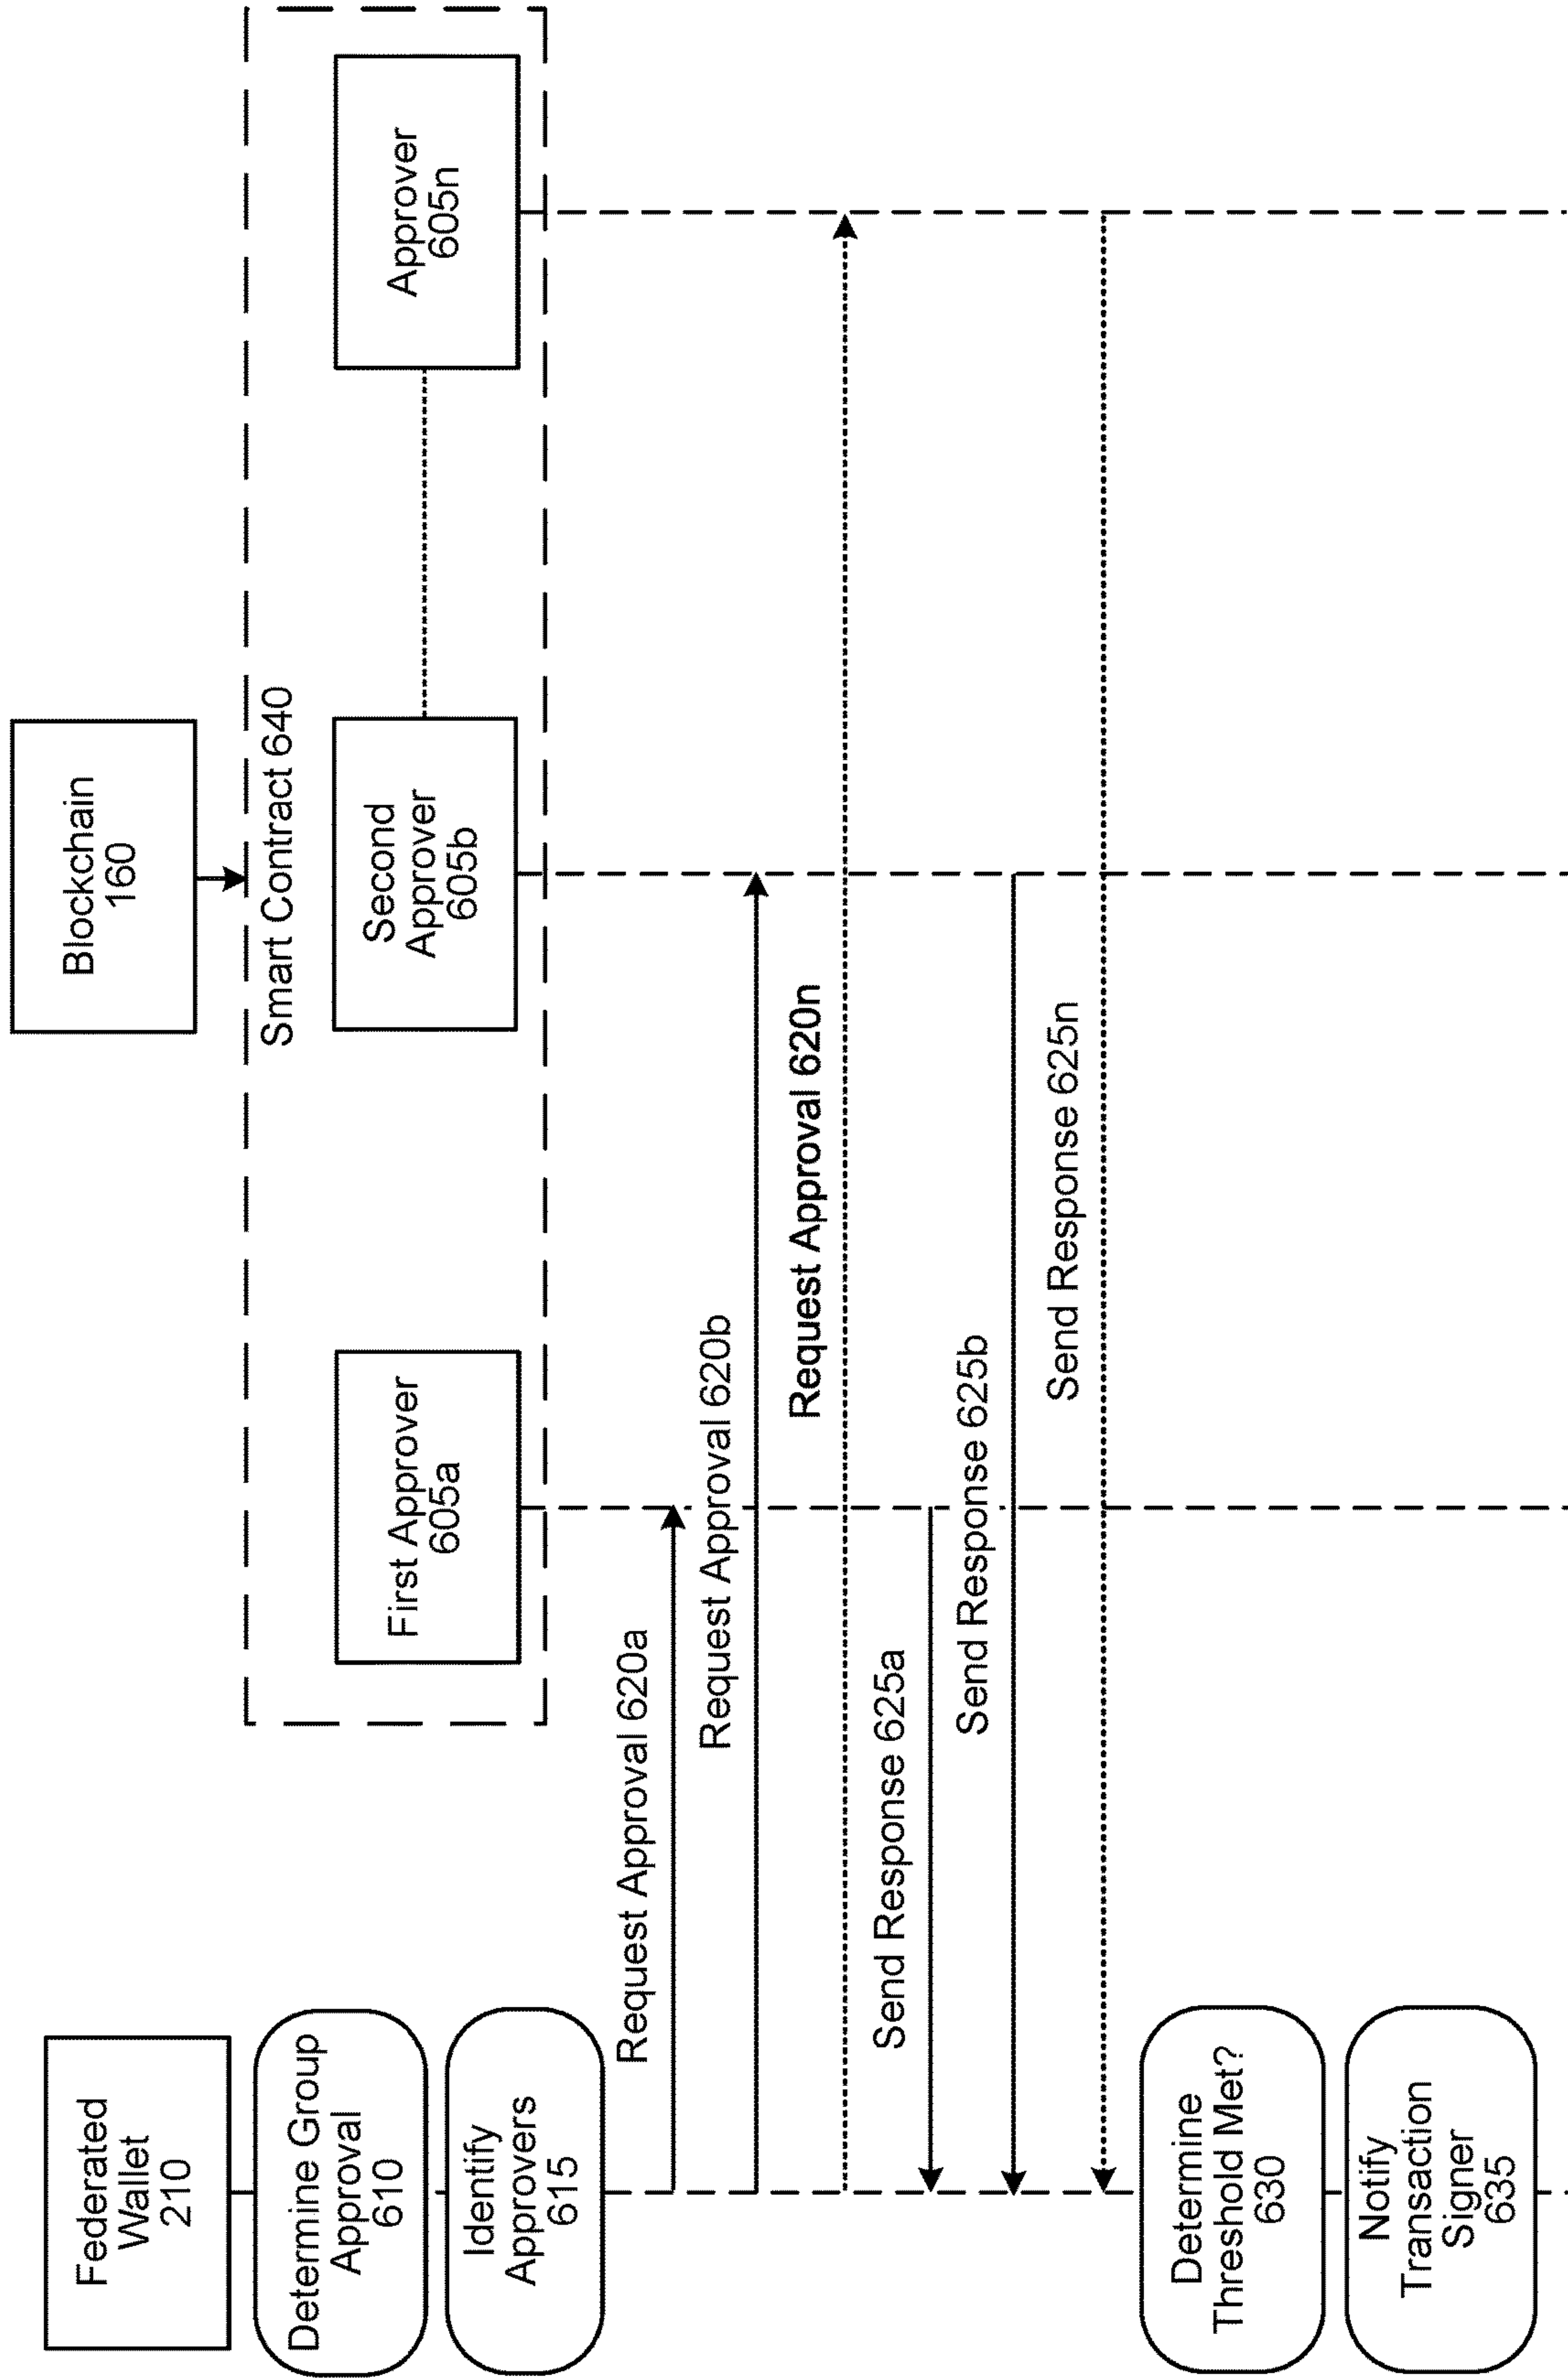 Blockchain
160
Federated
Wallet
210
Smart Contract 640
Determine Group
Approval
610
First Approver
605a
Second
Approver
605b
Approver
605n
Identify
Approvers
615
Request Approval 620a
Request Approval 620b
Request Approval 620n
Send Response 625a
Send Response 625b
Send Response 625n
Determine
Threshold Met?
630
Notify
Transaction
Signer
635